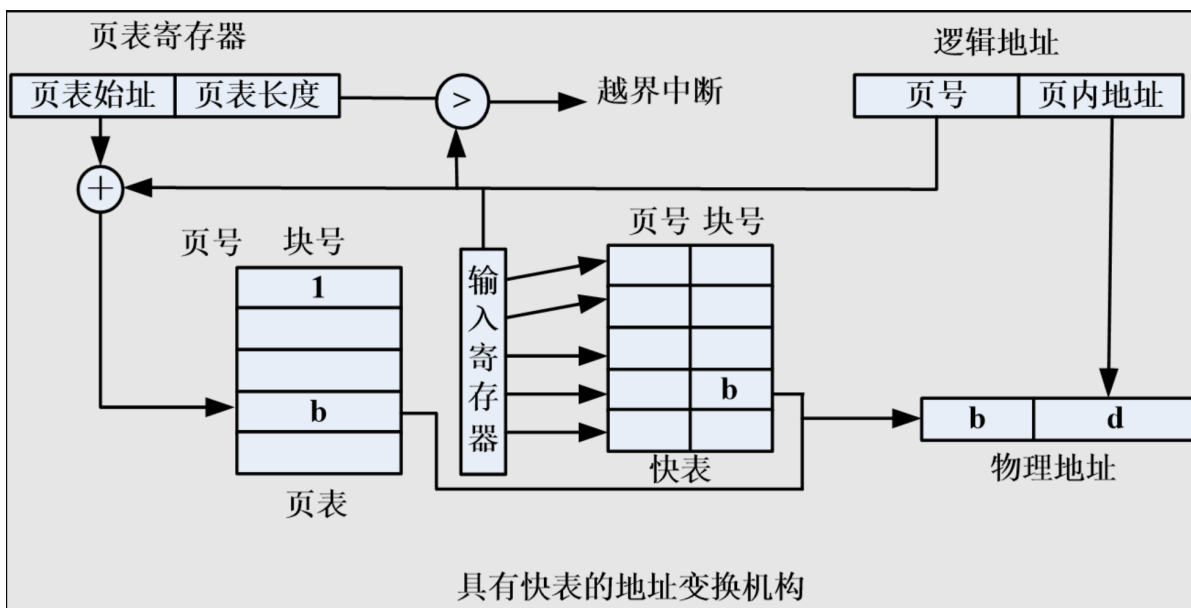 页表寄存器
逻辑地址
页表始址 页表长度 > 越界中断 页号 页内地址
+
页号 块号
页号 块号
1
输入寄存器
b
b
b d
快表
物理地址
页表
具有快表的地址变换机构